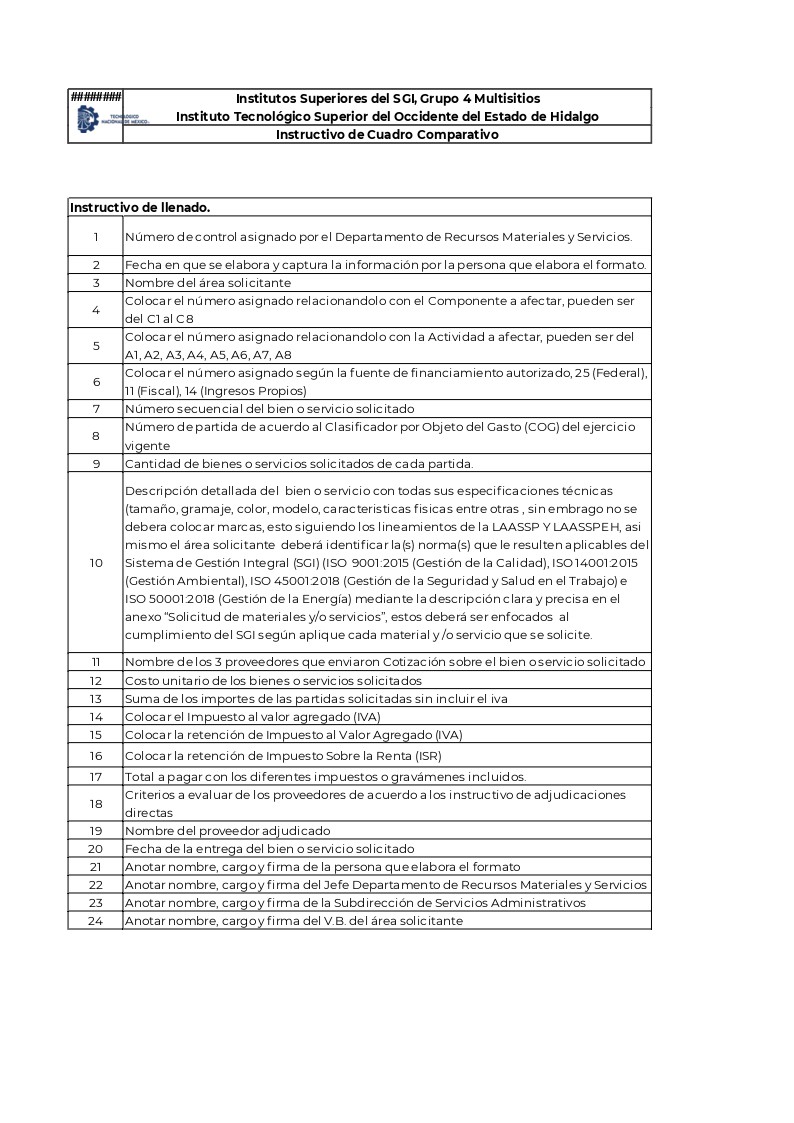 ########
Institutos Superiores del SGI, Grupo 4 Multisitios
TECNOLÓGICO
NACIONAL DE MÉXICO.
Instituto Tecnológico Superior del Occidente del Estado de Hidalgo
Instructivo de Cuadro Comparativo
Instructivo de llenado.
1 Número de control asignado por el Departamento de Recursos Materiales y Servicios.
2 Fecha en que se elabora y captura la información por la persona que elabora el formato.
3 Nombre del área solicitante
4 Colocar el número asignado relacionandolo con el Componente a afectar, pueden ser
del C1 al C8
5 Colocar el número asignado relacionandolo con la Actividad a afectar, pueden ser del
A1, A2, A3, A4, A5, A6, A7, A8
6 Colocar el número asignado según la fuente de financiamiento autorizado, 25 (Federal),
11 (Fiscal), 14 (Ingresos Propios)
7 Número secuencial del bien o servicio solicitado
8 Número de partida de acuerdo al Clasificador por Objeto del Gasto (COG) del ejercicio
vigente
9 Cantidad de bienes o servicios solicitados de cada partida.
10 Descripción detallada del bien o servicio con todas sus especificaciones técnicas
(tamaño, gramaje, color, modelo, caracteristicas fisicas entre otras , sin embrago no se
debera colocar marcas, esto siguiendo los lineamientos de la LAASSP Y LAASSPEH, asi
mismo el área solicitante deberá identificar la(s) norma(s) que le resulten aplicables del
Sistema de Gestión Integral (SGI) (ISO 9001:2015 (Gestión de la Calidad), ISO 14001:2015
(Gestión Ambiental), ISO 45001:2018 (Gestión de la Seguridad y Salud en el Trabajo) e
ISO 50001:2018 (Gestión de la Energía) mediante la descripción clara y precisa en el
anexo “Solicitud de materiales y/o servicios”, estos deberá ser enfocados al
cumplimiento del SGI según aplique cada material y /o servicio que se solicite.
11 Nombre de los 3 proveedores que enviaron Cotización sobre el bien o servicio solicitado
12 Costo unitario de los bienes o servicios solicitados
13 Suma de los importes de las partidas solicitadas sin incluir el iva
14 Colocar el Impuesto al valor agregado (IVA)
15 Colocar la retención de Impuesto al Valor Agregado (IVA)
16 Colocar la retención de Impuesto Sobre la Renta (ISR)
17 Total a pagar con los diferentes impuestos o gravámenes incluidos.
18 Criterios a evaluar de los proveedores de acuerdo a los instructivo de adjudicaciones
directas
19 Nombre del proveedor adjudicado
20 Fecha de la entrega del bien o servicio solicitado
21 Anotar nombre, cargo y firma de la persona que elabora el formato
22 Anotar nombre, cargo y firma del Jefe Departamento de Recursos Materiales y Servicios
23 Anotar nombre, cargo y firma de la Subdirección de Servicios Administrativos
24 Anotar nombre, cargo y firma del V.B. del área solicitante